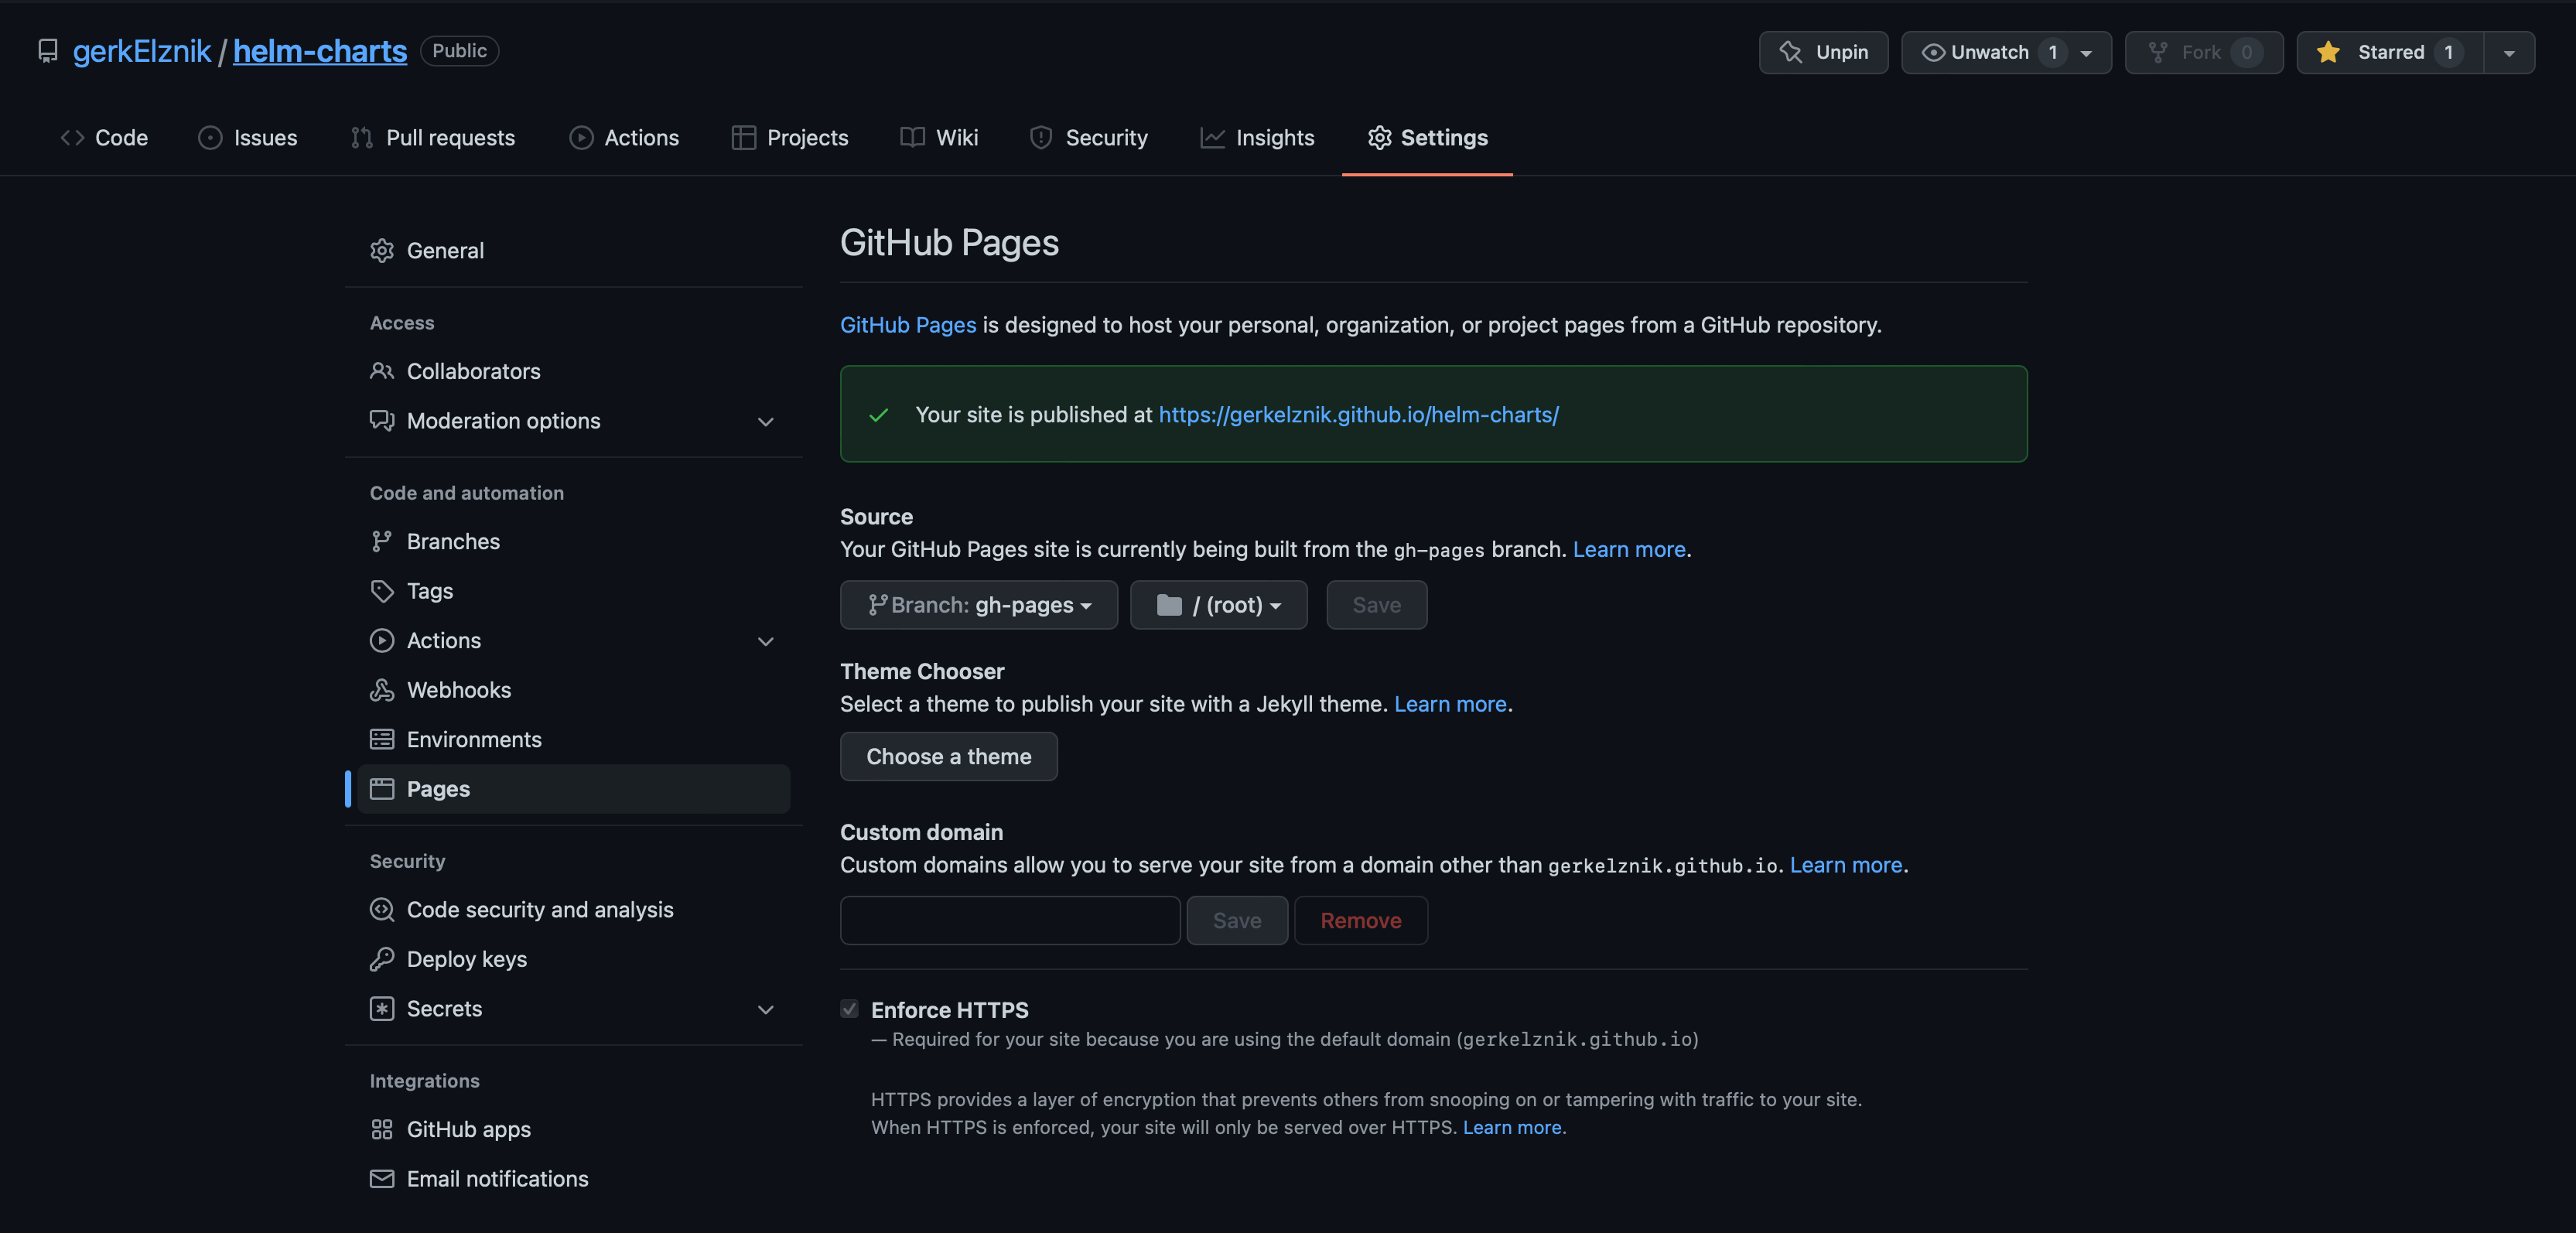 gerkElznik / helm-charts Public
Unpin
Unwatch 1
Fork 0
Starred 1
Code
Issues
Pull requests
Actions
Projects
Wiki
Security
Insights
Settings
General
Access
Collaborators
Moderation options
Code and automation
Branches
Tags
Actions
Webhooks
Environments
Pages
Security
Code security and analysis
Deploy keys
Secrets
Integrations
GitHub apps
Email notifications
GitHub Pages
GitHub Pages is designed to host your personal, organization, or project pages from a GitHub repository.
Your site is published at https://gerkelznik.github.io/helm-charts/
Source
Your GitHub Pages site is currently being built from the gh-pages branch. Learn more.
Branch: gh-pages
/ (root)
Save
Theme Chooser
Select a theme to publish your site with a Jekyll theme. Learn more.
Choose a theme
Custom domain
Custom domains allow you to serve your site from a domain other than gerkelznik.github.io. Learn more.
Save
Remove
Enforce HTTPS
— Required for your site because you are using the default domain (gerkelznik.github.io)
HTTPS provides a layer of encryption that prevents others from snooping on or tampering with traffic to your site.
When HTTPS is enforced, your site will only be served over HTTPS. Learn more.